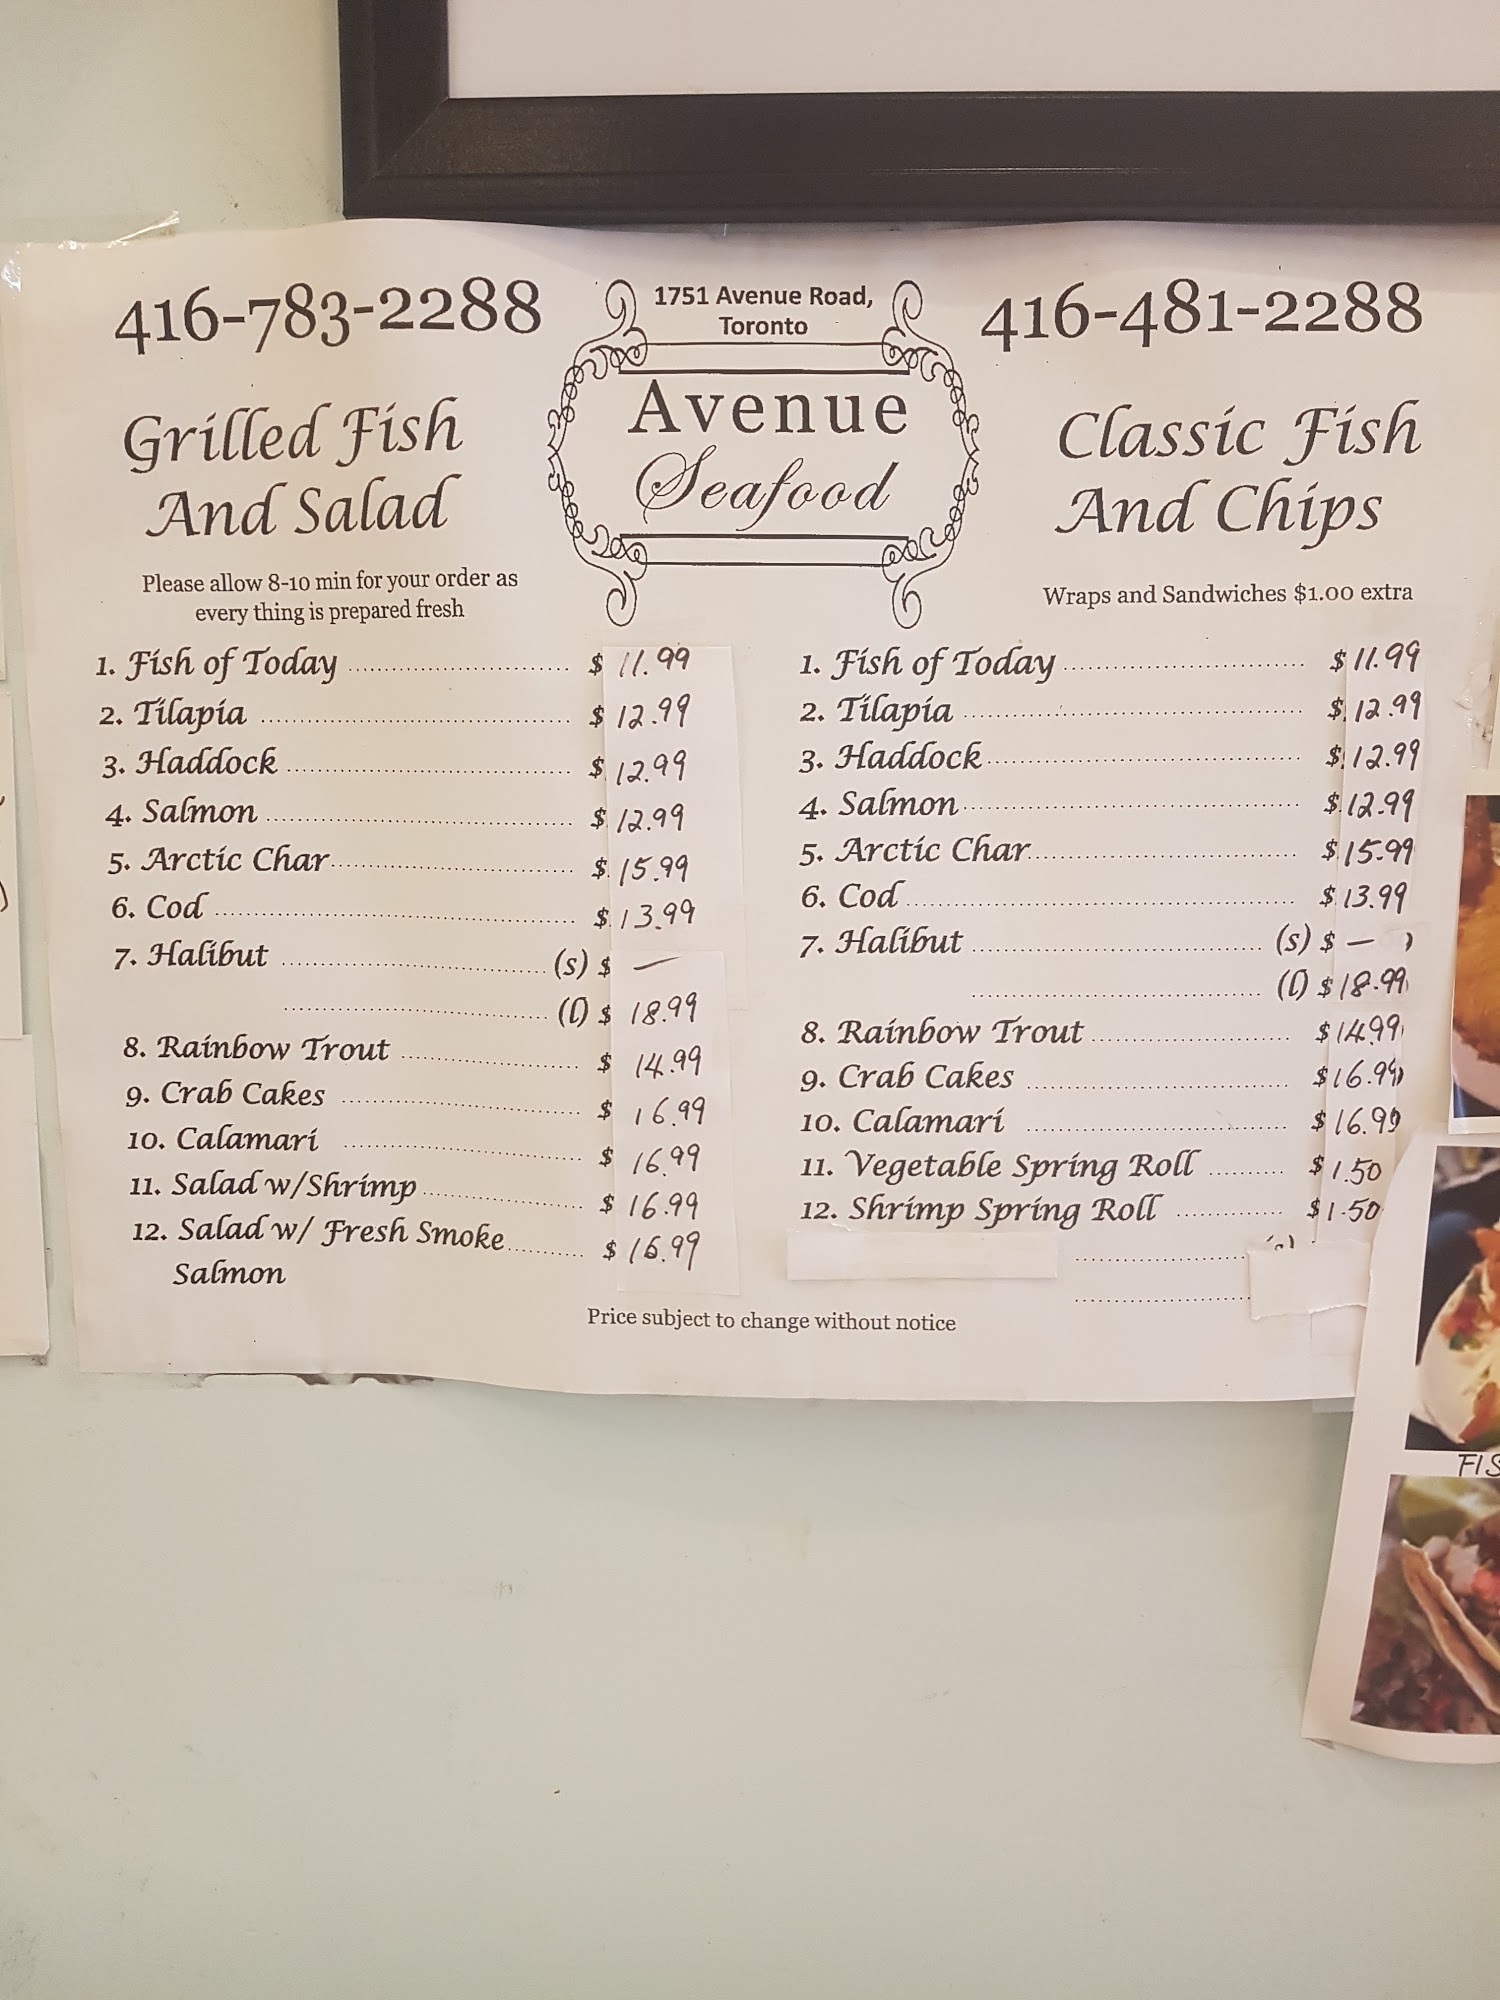 416-783-2288
1751 Avenue Road,
Toronto
416-481-2288
Avenue
Seafood
Grilled Fish
And Salad
Please allow 8-10 min for your order as
every thing is prepared fresh
1. Fish of Today ........ $ 11.99
2. Tilapia ........ $ 12.99
3. Haddock ........ $ 12.99
4. Salmon ........ $ 12.99
5. Arctic Char ........ $ 15.99
6. Cod ........ $ 13.99
7. Halibut ........ (s) $ —
........ (l) $ 18.99
8. Rainbow Trout ........ $ 14.99
9. Crab Cakes ........ $ 16.99
10. Calamari ........ $ 16.99
11. Salad w/Shrimp ........ $ 16.99
12. Salad w/ Fresh Smoke ........ $ 16.99
Salmon
Classic Fish
And Chips
Wraps and Sandwiches $1.00 extra
1. Fish of Today ........ $ 11.99
2. Tilapia ........ $ 12.99
3. Haddock ........ $ 12.99
4. Salmon ........ $ 12.99
5. Arctic Char ........ $ 15.99
6. Cod ........ $ 13.99
7. Halibut ........ (s) $ —
........ (l) $ 18.99
8. Rainbow Trout ........ $ 14.99
9. Crab Cakes ........ $ 16.99
10. Calamari ........ $ 16.99
11. Vegetable Spring Roll ........ $ 1.50
12. Shrimp Spring Roll ........ $ 1.50
Price subject to change without notice
FIS